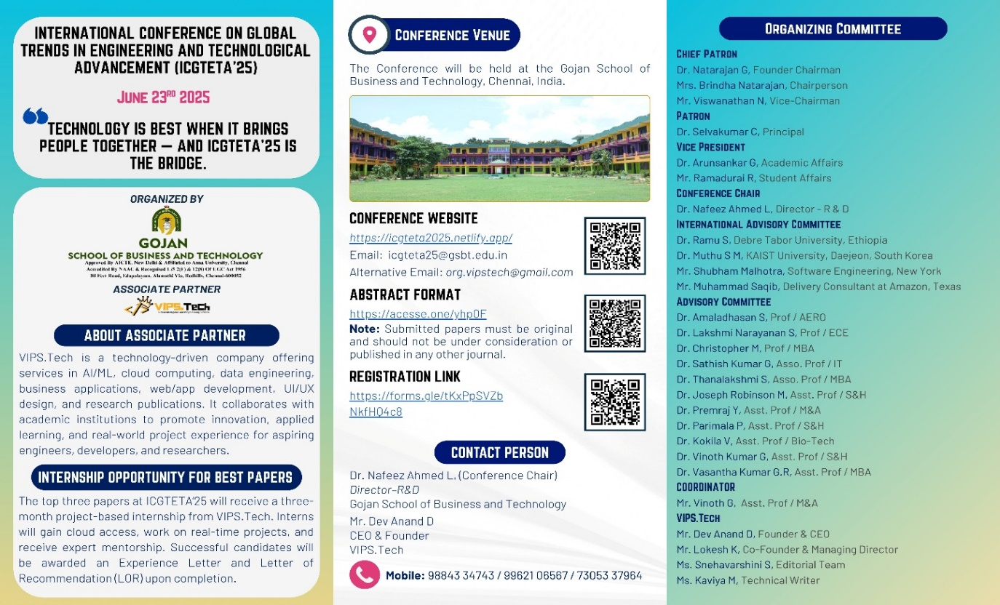 INTERNATIONAL CONFERENCE ON GLOBAL
TRENDS IN ENGINEERING AND TECHNOLOGICAL
ADVANCEMENT (ICGTETA'25)
JUNE 23RD 2025
TECHNOLOGY IS BEST WHEN IT BRINGS
PEOPLE TOGETHER — AND ICGTETA'25 IS
THE BRIDGE.
ORGANIZED BY
GOJAN
SCHOOL OF BUSINESS AND TECHNOLOGY
Approved By AICTE, New Delhi & Affiliated to Anna University, Chennai
Accredited By NAAC & Recognised U/S 2(F) & 12(B) Of UGC Act 1956
80 Feet Road, Edapalayam, Alamathi Via, Redhills, Chennai-600052
ASSOCIATE PARTNER
VIPS.Tech
ABOUT ASSOCIATE PARTNER
VIPS.Tech is a technology-driven company offering
services in AI/ML, cloud computing, data engineering,
business applications, web/app development, UI/UX
design, and research publications. It collaborates with
academic institutions to promote innovation, applied
learning, and real-world project experience for aspiring
engineers, developers, and researchers.
INTERNSHIP OPPORTUNITY FOR BEST PAPERS
The top three papers at ICGTETA'25 will receive a three-
month project-based internship from VIPS.Tech. Interns
will gain cloud access, work on real-time projects, and
receive expert mentorship. Successful candidates will
be awarded an Experience Letter and Letter of
Recommendation (LOR) upon completion.
CONFERENCE VENUE
The Conference will be held at the Gojan School of
Business and Technology, Chennai, India.
CONFERENCE WEBSITE
https://icgteta2025.netlify.app/
Email: icgteta25@gsbt.edu.in
Alternative Email: org.vipstech@gmail.com
ABSTRACT FORMAT
https://acesse.one/yhp0F
Note: Submitted papers must be original
and should not be under consideration or
published in any other journal.
REGISTRATION LINK
https://forms.gle/tKxPpSVZb
NkfHQ4c8
CONTACT PERSON
Dr. Nafeez Ahmed L, (Conference Chair)
Director-R&D
Gojan School of Business and Technology
Mr. Dev Anand D
CEO & Founder
VIPS.Tech
Mobile: 98843 34743 / 99621 06567 / 73053 37964
ORGANIZING COMMITTEE
CHIEF PATRON
Dr. Natarajan G, Founder Chairman
Mrs. Brindha Natarajan, Chairperson
Mr. Viswanathan N, Vice-Chairman
PATRON
Dr. Selvakumar C, Principal
VICE PRESIDENT
Dr. Arunsankar G, Academic Affairs
Mr. Ramadurai R, Student Affairs
CONFERENCE CHAIR
Dr. Nafeez Ahmed L, Director - R & D
INTERNATIONAL ADVISORY COMMITTEE
Dr. Ramu S, Debre Tabor University, Ethiopia
Dr. Muthu S M, KAIST University, Daejeon, South Korea
Mr. Shubham Malhotra, Software Engineering, New York
Mr. Muhammad Saqib, Delivery Consultant at Amazon, Texas
ADVISORY COMMITTEE
Dr. Amaladhasan S, Prof / AERO
Dr. Lakshmi Narayanan S, Prof / ECE
Dr. Christopher M, Prof / MBA
Dr. Sathish Kumar G, Asso. Prof / IT
Dr. Thanalakshmi S, Asso. Prof / MBA
Dr. Joseph Robinson M, Asst. Prof / S&H
Dr. Premraj Y, Asst. Prof / M&A
Dr. Parimala P, Asst. Prof / S&H
Dr. Kokila V, Asst. Prof / Bio-Tech
Dr. Vinoth Kumar G, Asst. Prof / S&H
Dr. Vasantha Kumar G.R, Asst. Prof / MBA
COORDINATOR
Mr. Vinoth G, Asst. Prof / M&A
VIPS.Tech
Mr. Dev Anand D, Founder & CEO
Mr. Lokesh K, Co-Founder & Managing Director
Ms. Snehavarshini S, Editorial Team
Ms. Kaviya M, Technical Writer